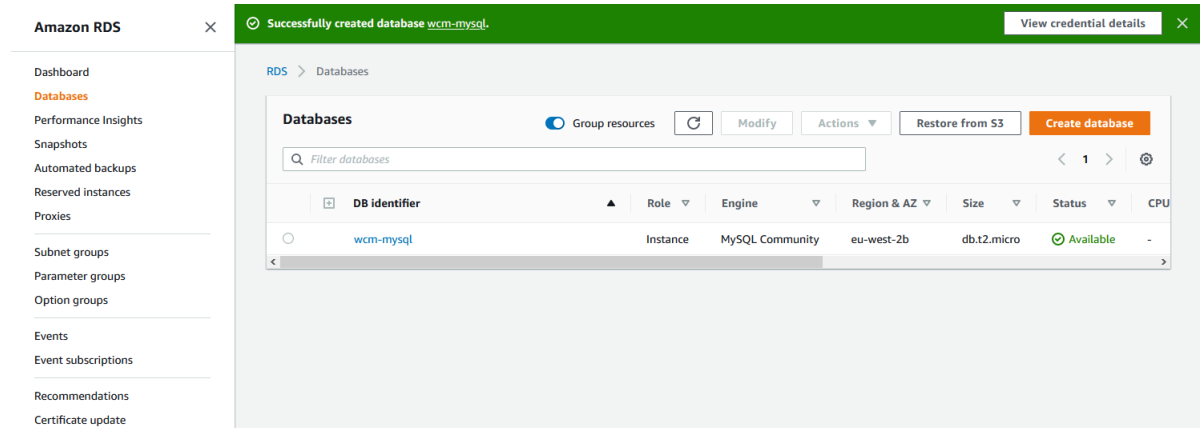 Amazon RDS
Dashboard
Databases
Performance Insights
Snapshots
Automated backups
Reserved instances
Proxies
Subnet groups
Parameter groups
Option groups
Events
Event subscriptions
Recommendations
Certificate update
Successfully created database wcm-mysql.
View credential details
RDS > Databases
Databases
Group resources
Modify
Actions
Restore from S3
Create database
Filter databases
1
DB identifier Role Engine Region & AZ Size Status CPU
wcm-mysql Instance MySQL Community eu-west-2b db.t2.micro Available -